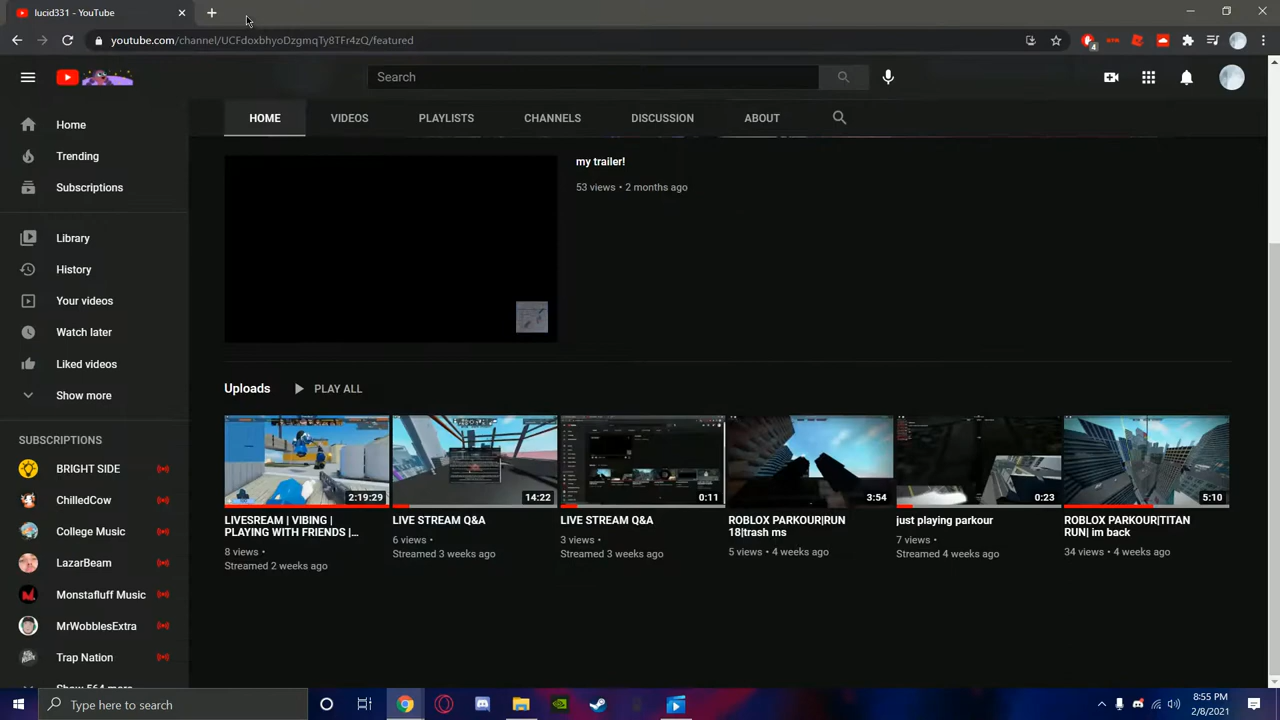 lucid331 - YouTube
youtube.com/channel/UCFdoxbhyoDzgmqTy8TFr4zQ/featured
4
Search
HOME
VIDEOS
PLAYLISTS
CHANNELS
DISCUSSION
ABOUT
Home
Trending
Subscriptions
Library
History
Your videos
Watch later
Liked videos
Show more
SUBSCRIPTIONS
BRIGHT SIDE
ChilledCow
College Music
LazarBeam
Monstafluff Music
MrWobblesExtra
Trap Nation
Show 564 more
my trailer!
53 views • 2 months ago
Uploads
PLAY ALL
2:19:29
LIVESREAM | VIBING |
PLAYING WITH FRIENDS |...
8 views •
Streamed 2 weeks ago
14:22
LIVE STREAM Q&A
6 views •
Streamed 3 weeks ago
0:11
LIVE STREAM Q&A
3 views •
Streamed 3 weeks ago
3:54
ROBLOX PARKOUR|RUN
18|trash ms
5 views • 4 weeks ago
0:23
just playing parkour
7 views •
Streamed 4 weeks ago
5:10
ROBLOX PARKOUR|TITAN
RUN| im back
34 views • 4 weeks ago
Type here to search
8:55 PM
2/8/2021